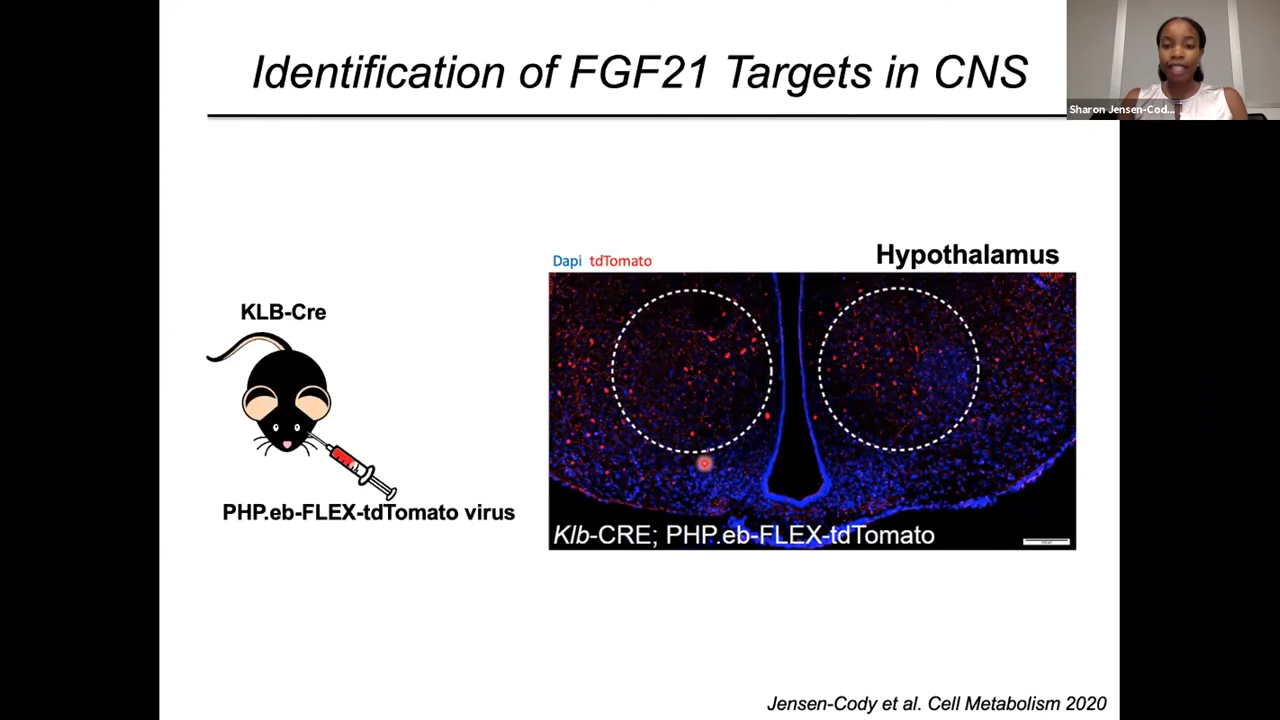 Identification of FGF21 Targets in CNS
Sharon Jensen-Cod...
Hypothalamus
Dapi tdTomato
KLB-Cre
PHP.eb-FLEX-tdTomato virus
Klb-CRE; PHP.eb-FLEX-tdTomato
Jensen-Cody et al. Cell Metabolism 2020